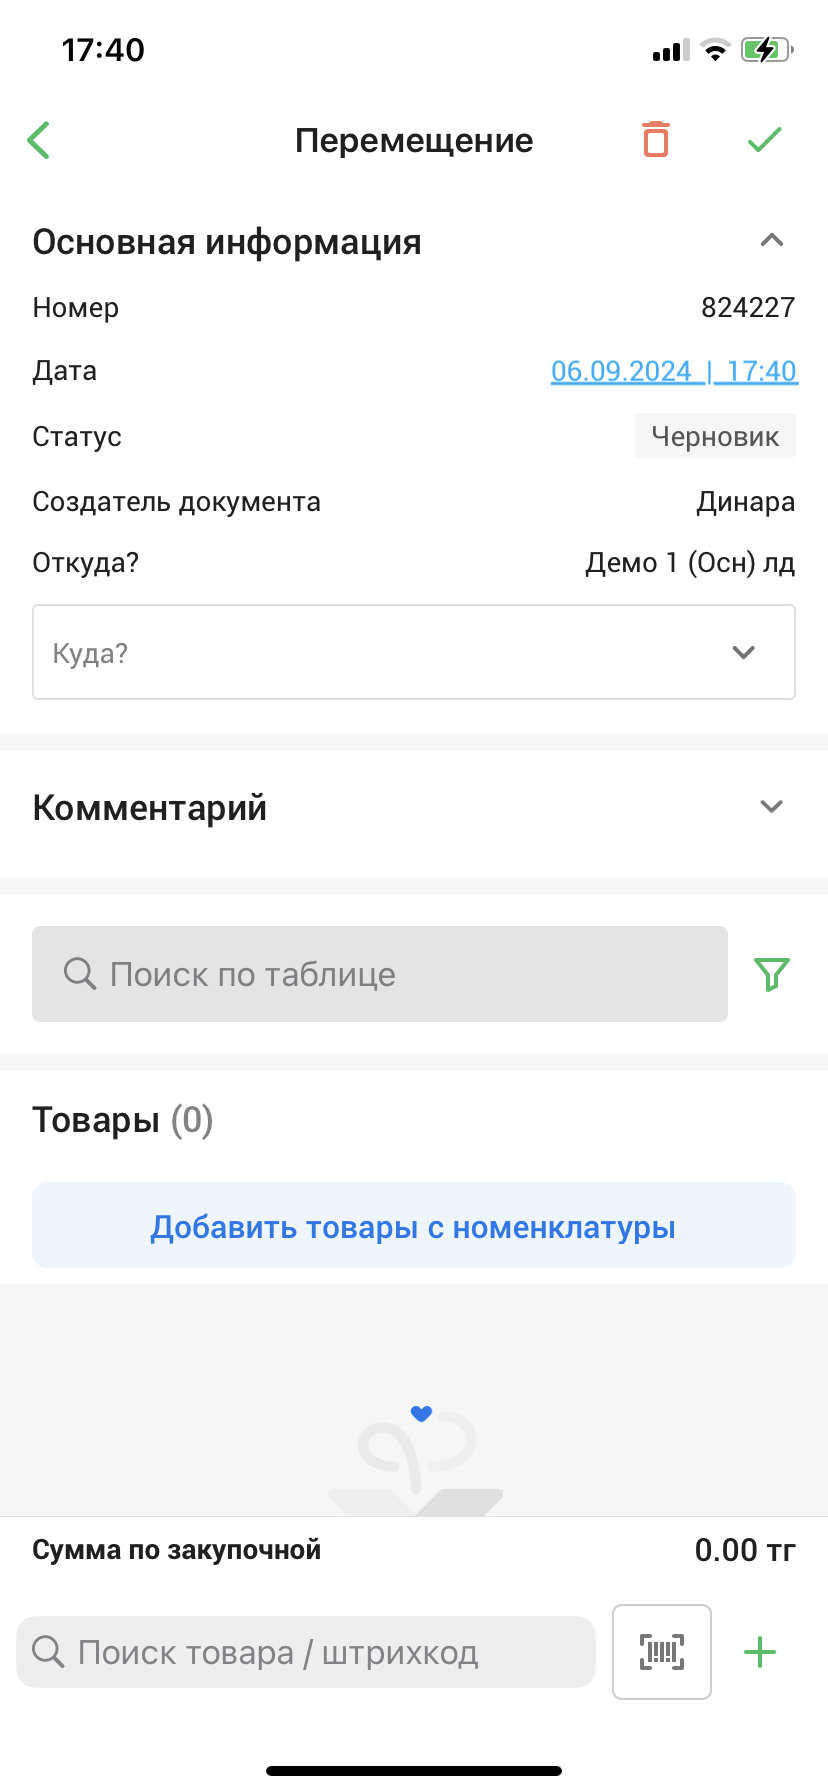 17:40
Перемещение
Основная информация
Номер 824227
Дата 06.09.2024 | 17:40
Статус Черновик
Создатель документа Динара
Откуда? Демо 1 (Осн) лд
Куда?
Комментарий
Поиск по таблице
Товары (0)
Добавить товары с номенклатуры
Сумма по закупочной 0.00 тг
Поиск товара / штрихкод